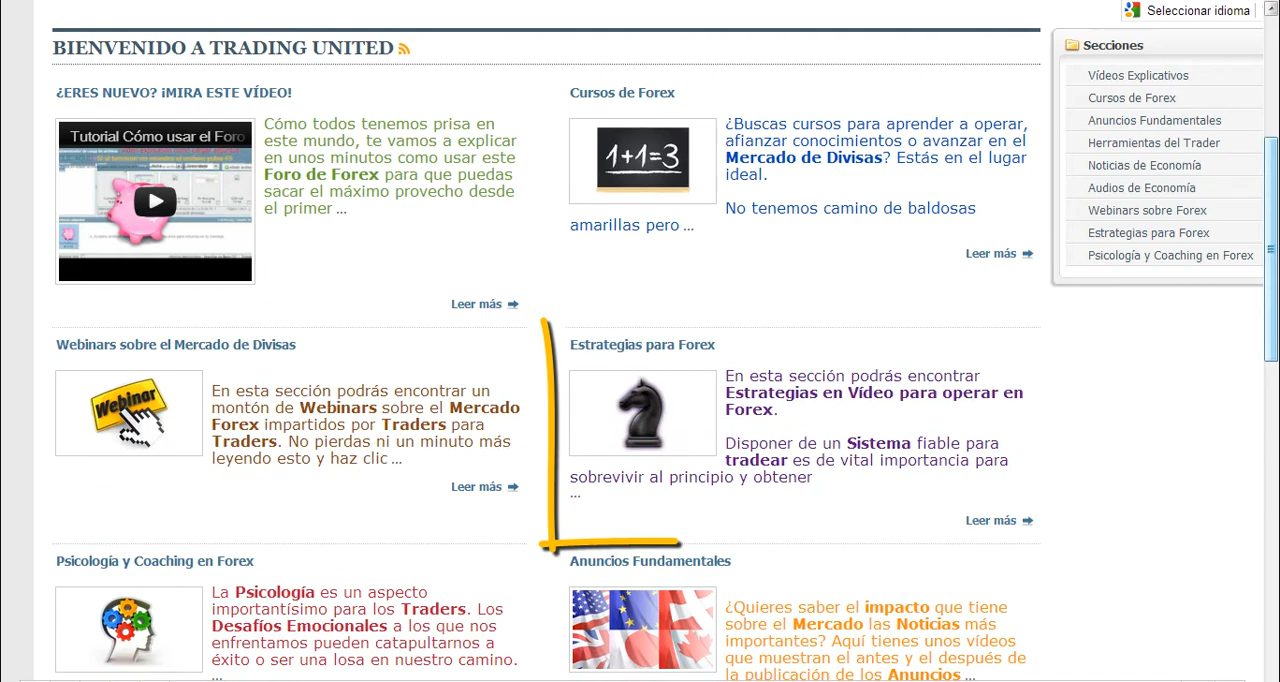 Seleccionar idioma
BIENVENIDO A TRADING UNITED
¿ERES NUEVO? ¡MIRA ESTE VÍDEO!
Tutorial Cómo usar el Foro
Cómo todos tenemos prisa en
este mundo, te vamos a explicar
en unos minutos como usar este
Foro de Forex para que puedas
sacar el máximo provecho desde
el primer ...
Leer más
Cursos de Forex
1+1=3
¿Buscas cursos para aprender a operar,
afianzar conocimientos o avanzar en el
Mercado de Divisas? Estás en el lugar
ideal.
No tenemos camino de baldosas
amarillas pero ...
Leer más
Webinars sobre el Mercado de Divisas
Webinar
En esta sección podrás encontrar un
montón de Webinars sobre el Mercado
Forex impartidos por Traders para
Traders. No pierdas ni un minuto más
leyendo esto y haz clic ...
Leer más
Estrategias para Forex
En esta sección podrás encontrar
Estrategias en Vídeo para operar en
Forex.
Disponer de un Sistema fiable para
tradear es de vital importancia para
sobrevivir al principio y obtener
...
Leer más
Psicología y Coaching en Forex
La Psicología es un aspecto
importantísimo para los Traders. Los
Desafíos Emocionales a los que nos
enfrentamos pueden catapultarnos a
éxito o ser una losa en nuestro camino.
...
Anuncios Fundamentales
¿Quieres saber el impacto que tiene
sobre el Mercado las Noticias más
importantes? Aquí tienes unos vídeos
que muestran el antes y el después de
la publicación de los Anuncios ...
Secciones
Vídeos Explicativos
Cursos de Forex
Anuncios Fundamentales
Herramientas del Trader
Noticias de Economía
Audios de Economía
Webinars sobre Forex
Estrategias para Forex
Psicología y Coaching en Forex